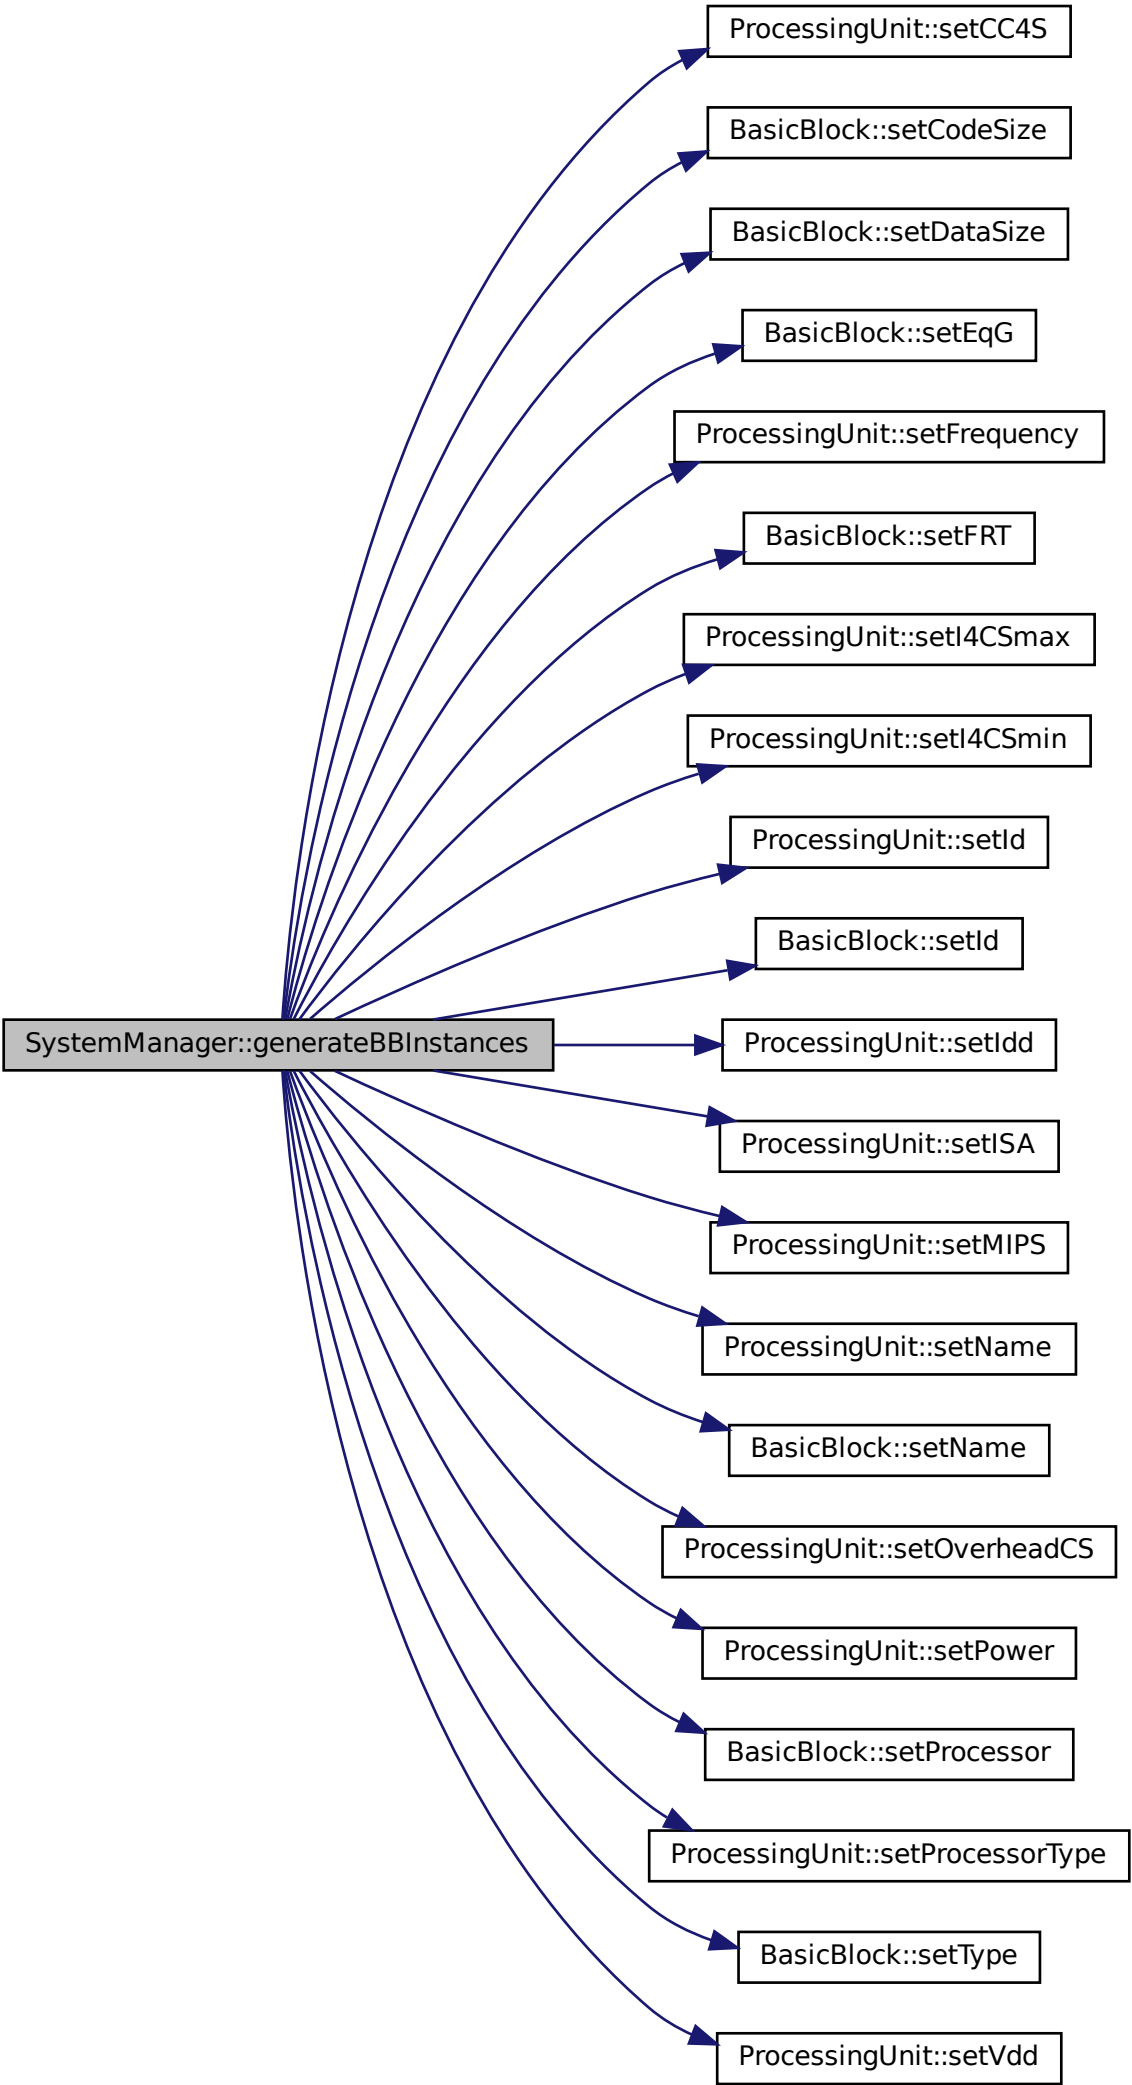 ProcessingUnit::setCC4S
BasicBlock::setCodeSize
BasicBlock::setDataSize
BasicBlock::setEqG
ProcessingUnit::setFrequency
BasicBlock::setFRT
ProcessingUnit::setI4CSmax
ProcessingUnit::setI4CSmin
ProcessingUnit::setId
BasicBlock::setId
SystemManager::generateBBInstances
ProcessingUnit::setIdd
ProcessingUnit::setISA
ProcessingUnit::setMIPS
ProcessingUnit::setName
BasicBlock::setName
ProcessingUnit::setOverheadCS
ProcessingUnit::setPower
BasicBlock::setProcessor
ProcessingUnit::setProcessorType
BasicBlock::setType
ProcessingUnit::setVdd